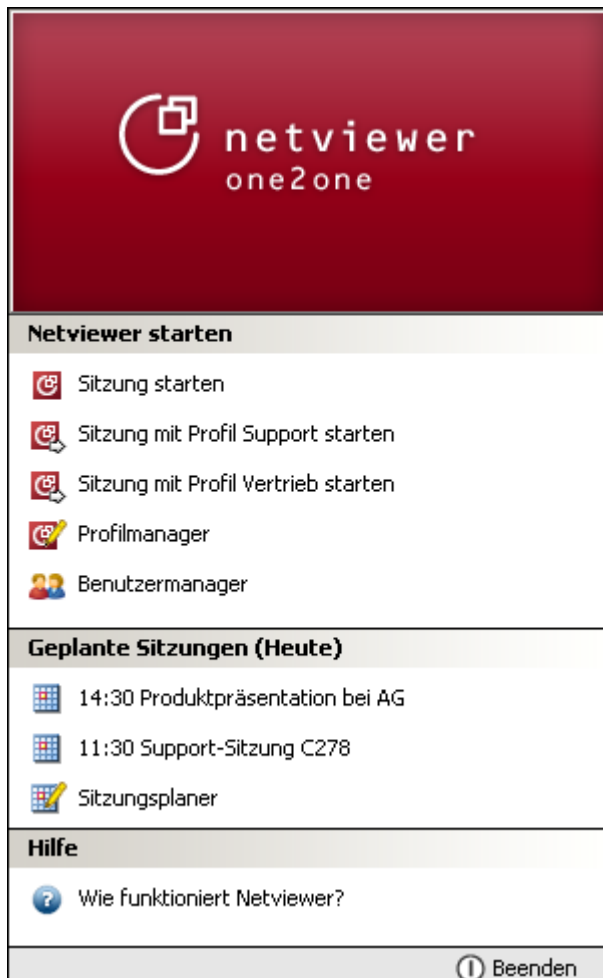 netviewer
one2one
Netviewer starten
Sitzung starten
Sitzung mit Profil Support starten
Sitzung mit Profil Vertrieb starten
Profilmanager
Benutzermanager
Geplante Sitzungen (Heute)
14:30 Produktpräsentation bei AG
11:30 Support-Sitzung C278
Sitzungsplaner
Hilfe
Wie funktioniert Netviewer?
Beenden